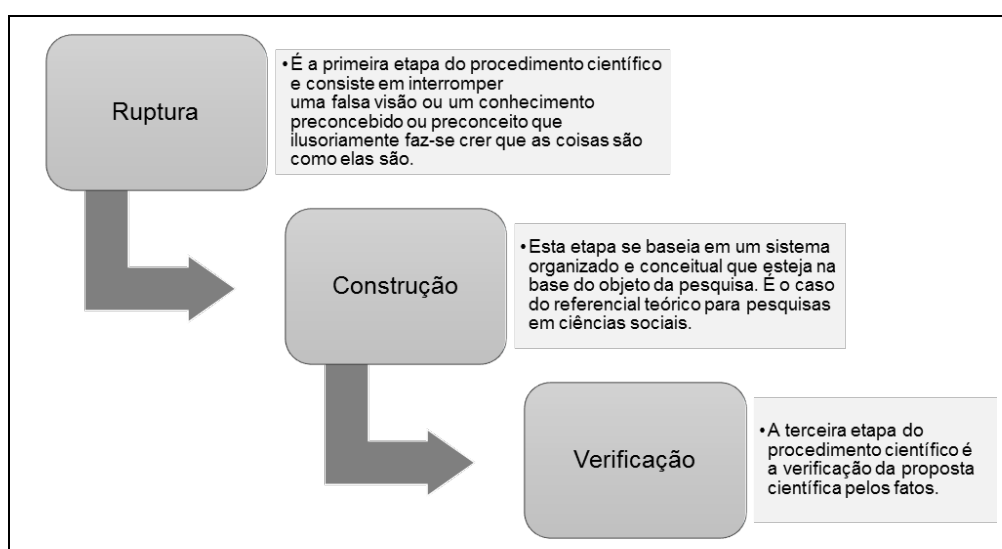 Ruptura
•É a primeira etapa do procedimento científico
e consiste em interromper
uma falsa visão ou um conhecimento
preconcebido ou preconceito que
ilusoriamente faz-se crer que as coisas são
como elas são.
Construção
•Esta etapa se baseia em um sistema
organizado e conceitual que esteja na
base do objeto da pesquisa. É o caso
do referencial teórico para pesquisas
em ciências sociais.
Verificação
•A terceira etapa do
procedimento científico é
a verificação da proposta
científica pelos fatos.